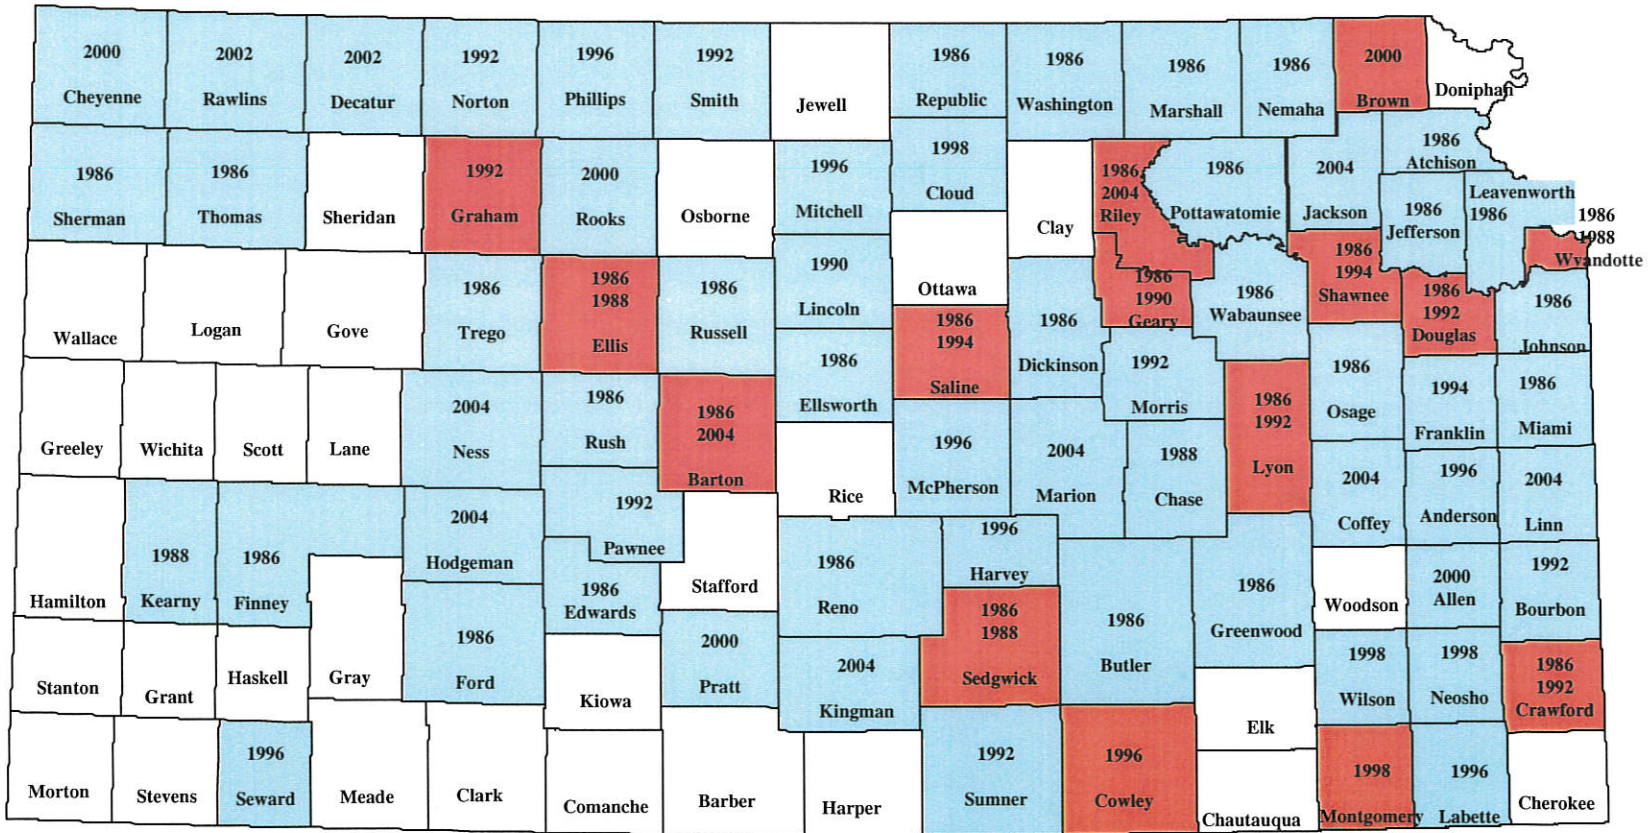 2000
Cheyenne
2002
Rawlins
2002
Decatur
1992
Norton
1996
Phillips
1992
Smith
Jewell
1986
Republic
1986
Washington
1986
Marshall
1986
Nemaha
2000
Brown
Doniphan
1986
Sherman
1986
Thomas
Sheridan
1992
Graham
2000
Rooks
Osborne
1996
Mitchell
1998
Cloud
Clay
1986
2004
Riley
1986
Pottawatomie
2004
Jackson
1986
Atchison
1986
Jefferson
Leavenworth
1986
1986
1988
Wyandotte
Wallace
Logan
Gove
1986
Trego
1986
1988
Ellis
1986
Russell
1990
Lincoln
Ottawa
1986
1994
Saline
1986
Dickinson
1986
1990
Geary
1986
Wabaunsee
1986
1994
Shawnee
1986
1992
Douglas
1986
Johnson
Greeley
Wichita
Scott
Lane
2004
Ness
1986
Rush
1986
2004
Barton
1986
Ellsworth
Rice
1996
McPherson
2004
Marion
1992
Morris
1988
Chase
1986
1992
Lyon
1986
Osage
1994
Franklin
1986
Miami
Hamilton
1988
Kearny
1986
Finney
2004
Hodgeman
1992
Pawnee
1986
Edwards
Stafford
1986
Reno
1996
Harvey
1986
1988
Sedgwick
1986
Butler
1986
Greenwood
2004
Coffey
1996
Anderson
2004
Linn
Woodson
2000
Allen
1992
Bourbon
Stanton
Grant
Haskell
Gray
1986
Ford
Kiowa
2000
Pratt
2004
Kingman
Elk
1998
Wilson
1998
Neosho
1986
1992
Crawford
Morton
Stevens
1996
Seward
Meade
Clark
Comanche
Barber
Harper
1992
Sumner
1996
Cowley
Chautauqua
1998
Montgomery
1996
Labette
Cherokee